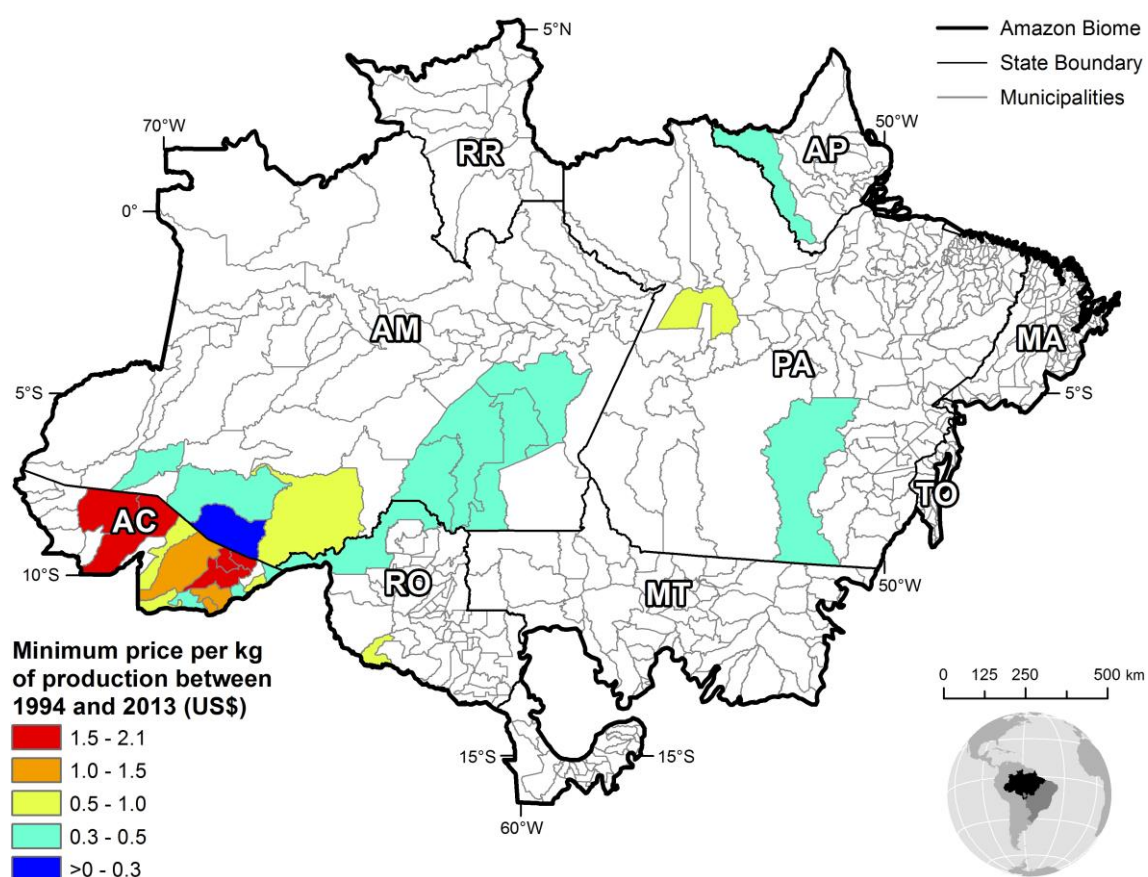 5°N
Amazon Biome
State Boundary
Municipalities
70°W
50°W
RR
AP
0°
AM
PA
MA
5°S
5°S
TO
AC
10°S
RO
MT
50°W
Minimum price per kg
of production between
1994 and 2013 (US$)
1.5 - 2.1
1.0 - 1.5
0.5 - 1.0
0.3 - 0.5
>0 - 0.3
0 125 250 500 km
15°S
15°S
60°W